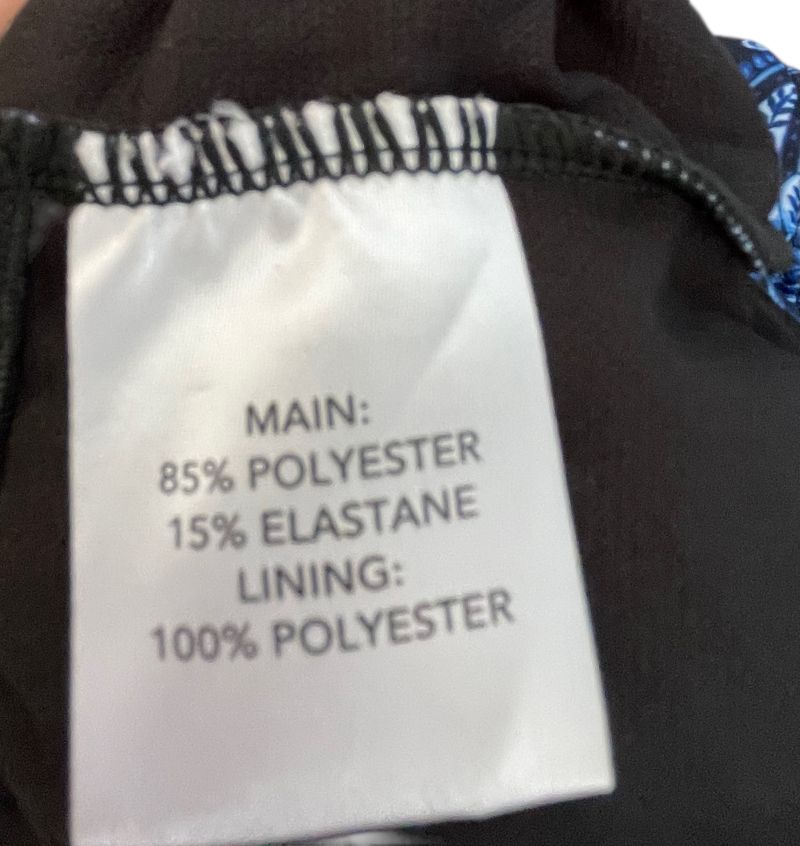 MAIN:
85% POLYESTER
15% ELASTANE
LINING:
100% POLYESTER